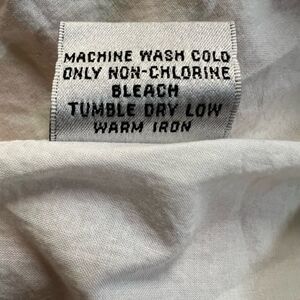 MACHINE WASH COLD
ONLY NON-CHLORINE
BLEACH
TUMBLE DRY LOW
WARM IRON